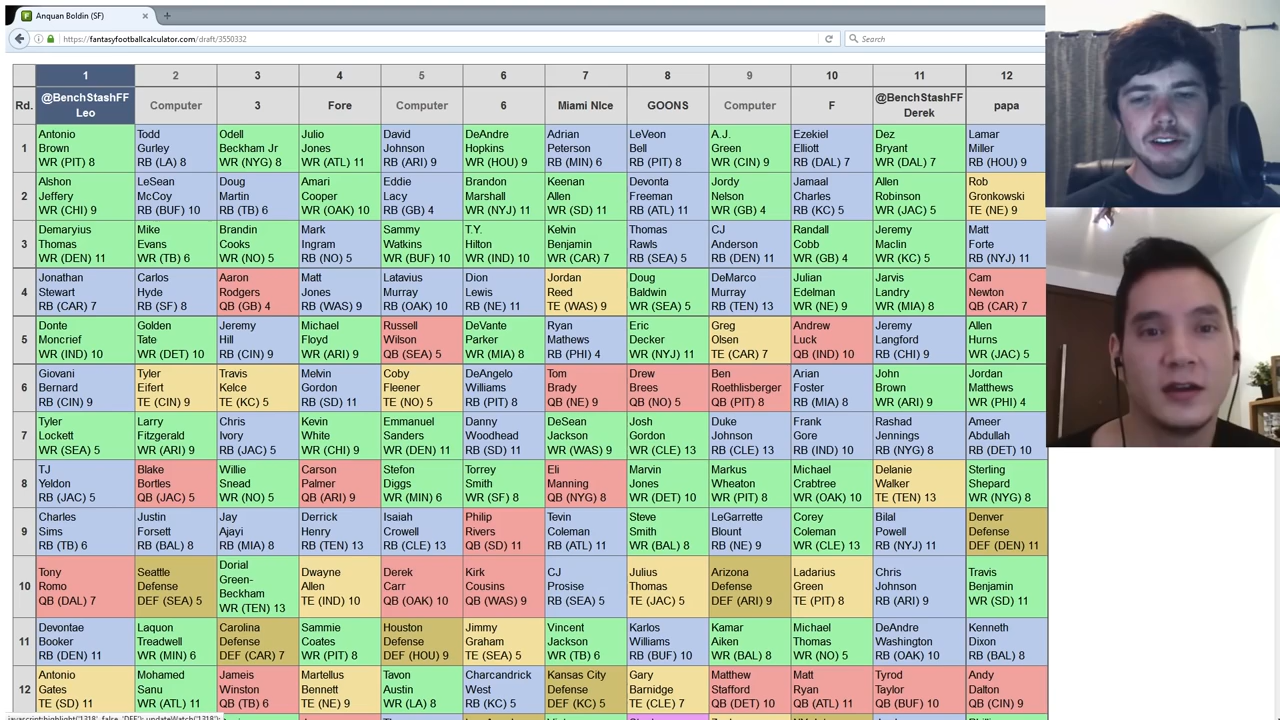 Anquan Boldin (SF)
https://fantasyfootballcalculator.com/draft/3550332
Search
1 2 3 4 5 6 7 8 9 10 11 12
Rd. @BenchStashFF Leo Computer 3 Fore Computer 6 Miami NIce GOONS Computer F @BenchStashFF Derek papa
1
Antonio Todd Odell Julio David DeAndre Adrian LeVeon A.J. Ezekiel Dez Lamar
Brown Gurley Beckham Jr Jones Johnson Hopkins Peterson Bell Green Elliott Bryant Miller
WR (PIT) 8 RB (LA) 8 WR (NYG) 8 WR (ATL) 11 RB (ARI) 9 WR (HOU) 9 RB (MIN) 6 RB (PIT) 8 WR (CIN) 9 RB (DAL) 7 WR (DAL) 7 RB (HOU) 9
2
Alshon LeSean Doug Amari Eddie Brandon Keenan Devonta Jordy Jamaal Allen Rob
Jeffery McCoy Martin Cooper Lacy Marshall Allen Freeman Nelson Charles Robinson Gronkowski
WR (CHI) 9 RB (BUF) 10 RB (TB) 6 WR (OAK) 10 RB (GB) 4 WR (NYJ) 11 WR (SD) 11 RB (ATL) 11 WR (GB) 4 RB (KC) 5 WR (JAC) 5 TE (NE) 9
3
Demaryius Mike Brandin Mark Sammy T.Y. Kelvin Thomas CJ Randall Jeremy Matt
Thomas Evans Cooks Ingram Watkins Hilton Benjamin Rawls Anderson Cobb Maclin Forte
WR (DEN) 11 WR (TB) 6 WR (NO) 5 RB (NO) 5 WR (BUF) 10 WR (IND) 10 WR (CAR) 7 RB (SEA) 5 RB (DEN) 11 WR (GB) 4 WR (KC) 5 RB (NYJ) 11
4
Jonathan Carlos Aaron Matt Latavius Dion Jordan Doug DeMarco Julian Jarvis Cam
Stewart Hyde Rodgers Jones Murray Lewis Reed Baldwin Murray Edelman Landry Newton
RB (CAR) 7 RB (SF) 8 QB (GB) 4 RB (WAS) 9 RB (OAK) 10 RB (NE) 11 TE (WAS) 9 WR (SEA) 5 RB (TEN) 13 WR (NE) 9 WR (MIA) 8 QB (CAR) 7
5
Donte Golden Jeremy Michael Russell DeVante Ryan Eric Greg Andrew Jeremy Allen
Moncrief Tate Hill Floyd Wilson Parker Mathews Decker Olsen Luck Langford Hurns
WR (IND) 10 WR (DET) 10 RB (CIN) 9 WR (ARI) 9 QB (SEA) 5 WR (MIA) 8 RB (PHI) 4 WR (NYJ) 11 TE (CAR) 7 QB (IND) 10 RB (CHI) 9 WR (JAC) 5
6
Giovani Tyler Travis Melvin Coby DeAngelo Tom Drew Ben Arian John Jordan
Bernard Eifert Kelce Gordon Fleener Williams Brady Brees Roethlisberger Foster Brown Matthews
RB (CIN) 9 TE (CIN) 9 TE (KC) 5 RB (SD) 11 TE (NO) 5 RB (PIT) 8 QB (NE) 9 QB (NO) 5 QB (PIT) 8 RB (MIA) 8 WR (ARI) 9 WR (PHI) 4
7
Tyler Larry Chris Kevin Emmanuel Danny DeSean Josh Duke Frank Rashad Ameer
Lockett Fitzgerald Ivory White Sanders Woodhead Jackson Gordon Johnson Gore Jennings Abdullah
WR (SEA) 5 WR (ARI) 9 RB (JAC) 5 WR (CHI) 9 WR (DEN) 11 RB (SD) 11 WR (WAS) 9 WR (CLE) 13 RB (CLE) 13 RB (IND) 10 RB (NYG) 8 RB (DET) 10
8
TJ Blake Willie Carson Stefon Torrey Eli Marvin Markus Michael Delanie Sterling
Yeldon Bortles Snead Palmer Diggs Smith Manning Jones Wheaton Crabtree Walker Shepard
RB (JAC) 5 QB (JAC) 5 WR (NO) 5 QB (ARI) 9 WR (MIN) 6 WR (SF) 8 QB (NYG) 8 WR (DET) 10 WR (PIT) 8 WR (OAK) 10 TE (TEN) 13 WR (NYG) 8
9
Charles Justin Jay Derrick Isaiah Philip Tevin Steve LeGarrette Corey Bilal Denver
Sims Forsett Ajayi Henry Crowell Rivers Coleman Smith Blount Coleman Powell Defense
RB (TB) 6 RB (BAL) 8 RB (MIA) 8 RB (TEN) 13 RB (CLE) 13 QB (SD) 11 RB (ATL) 11 WR (BAL) 8 RB (NE) 9 WR (CLE) 13 RB (NYJ) 11 DEF (DEN) 11
10
Tony Seattle Dorial Green- Dwayne Derek Kirk CJ Julius Arizona Ladarius Chris Travis
Romo Defense Beckham Allen Carr Cousins Prosise Thomas Defense Green Johnson Benjamin
QB (DAL) 7 DEF (SEA) 5 WR (TEN) 13 TE (IND) 10 QB (OAK) 10 QB (WAS) 9 RB (SEA) 5 TE (JAC) 5 DEF (ARI) 9 TE (PIT) 8 RB (ARI) 9 WR (SD) 11
11
Devontae Laquon Carolina Sammie Houston Jimmy Vincent Karlos Kamar Michael DeAndre Kenneth
Booker Treadwell Defense Coates Defense Graham Jackson Williams Aiken Thomas Washington Dixon
RB (DEN) 11 WR (MIN) 6 DEF (CAR) 7 WR (PIT) 8 DEF (HOU) 9 TE (SEA) 5 WR (TB) 6 RB (BUF) 10 WR (BAL) 8 WR (NO) 5 RB (OAK) 10 RB (BAL) 8
12
Antonio Mohamed Jameis Martellus Tavon Charcandrick Kansas City Gary Matthew Matt Tyrod Andy
Gates Sanu Winston Bennett Austin West Defense Barnidge Stafford Ryan Taylor Dalton
TE (SD) 11 WR (ATL) 11 QB (TB) 6 TE (NE) 9 WR (LA) 8 RB (KC) 5 DEF (KC) 5 TE (CLE) 7 QB (DET) 10 QB (ATL) 11 QB (BUF) 10 QB (CIN) 9